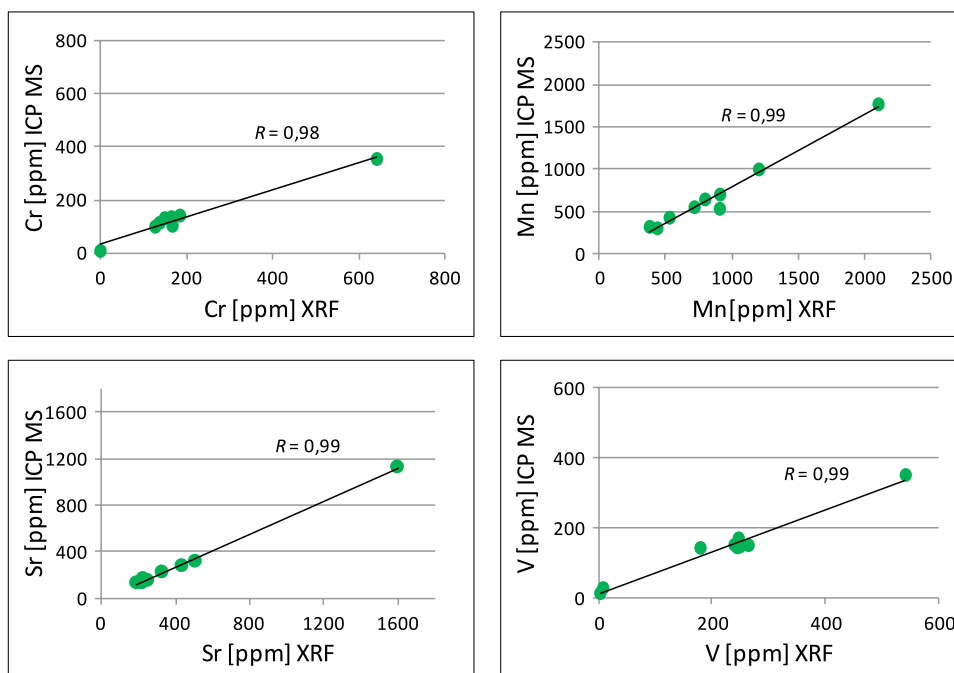 Cr [ppm] ICP MS
800
600
400
200
0
R = 0,98
0 200 400 600 800
Cr [ppm] XRF
Mn [ppm] ICP MS
2500
2000
1500
1000
500
0
R = 0,99
0 500 1000 1500 2000 2500
Mn[ppm] XRF
Sr [ppm] ICP MS
1600
1200
800
400
0
R = 0,99
0 400 800 1200 1600
Sr [ppm] XRF
V [ppm] ICP MS
600
400
200
0
R = 0,99
0 200 400 600
V [ppm] XRF